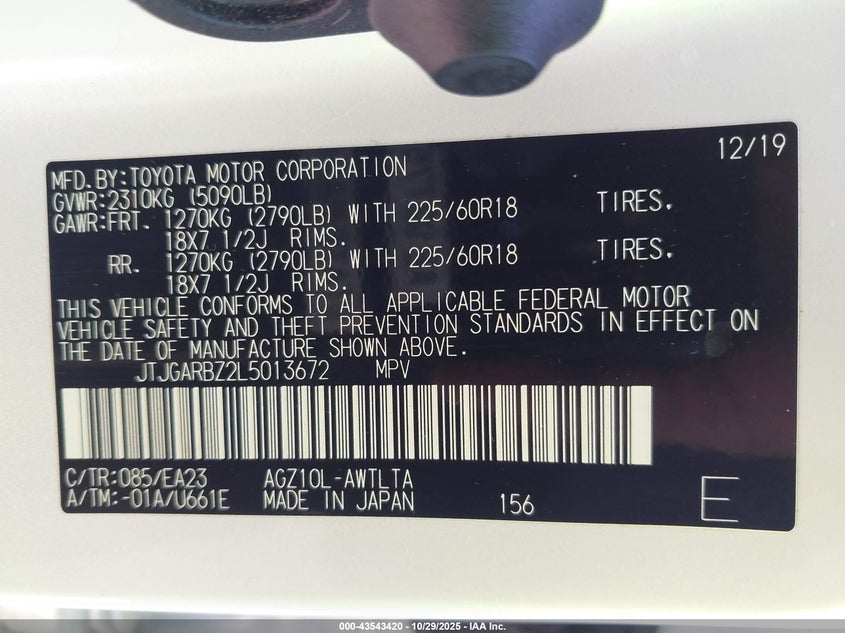 12/19
MFD.BY:TOYOTA MOTOR CORPORATION
GVWR:2310KG (5090LB)
GAWR:FRT. 1270KG (2790LB) WITH 225/60R18 TIRES.
18X7 1/2J RIMS.
RR. 1270KG (2790LB) WITH 225/60R18 TIRES.
18X7 1/2J RIMS.
THIS VEHICLE CONFORMS TO ALL APPLICABLE FEDERAL MOTOR
VEHICLE SAFETY AND THEFT PREVENTION STANDARDS IN EFFECT ON
THE DATE OF MANUFACTURE SHOWN ABOVE.
JTJGARBZ2L5013672 MPV
C/TR:085/EA23 AGZ10L-AWTLTA
A/TM:-01A/U661E MADE IN JAPAN 156 E
000-43543420 - 10/29/2025 - IAA Inc.